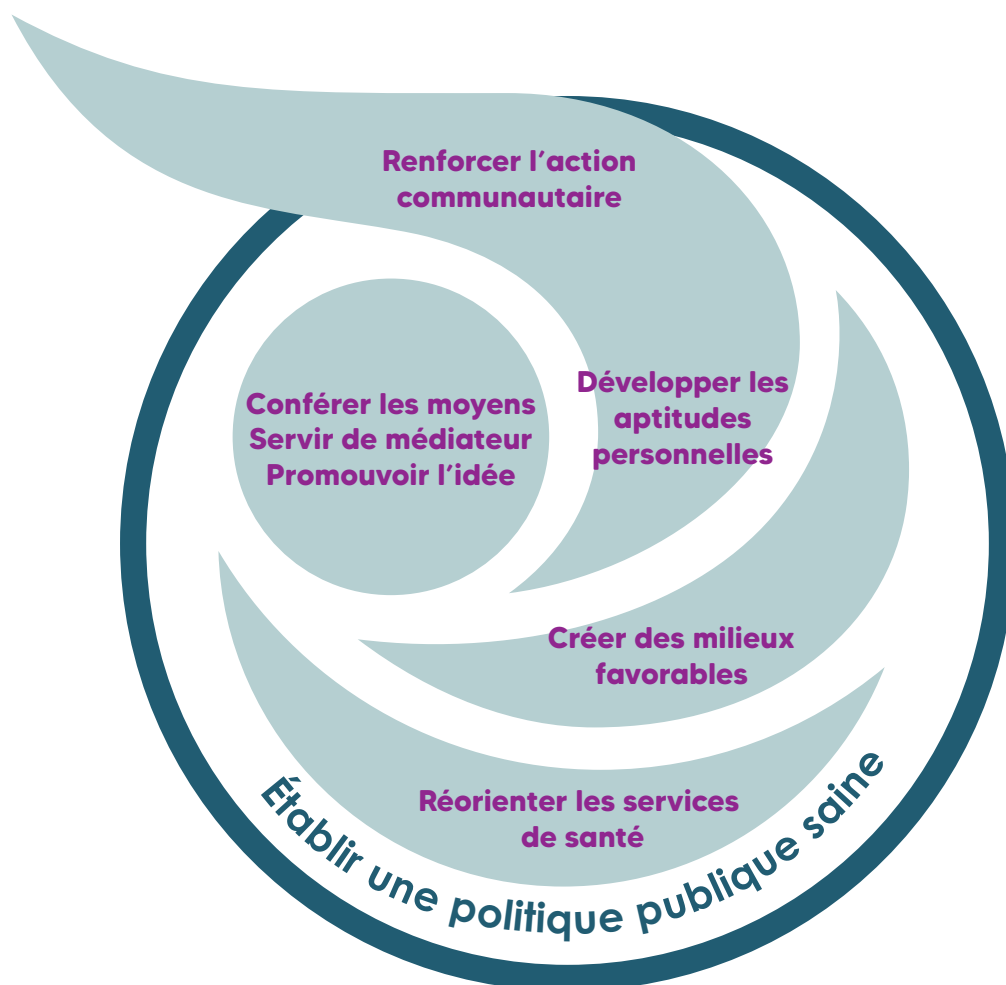 Renforcer l’action
communautaire
Conférer les moyens
Servir de médiateur
Promouvoir l’idée
Développer les
aptitudes
personnelles
Créer des milieux
favorables
Réorienter les services
de santé
Établir une politique publique saine